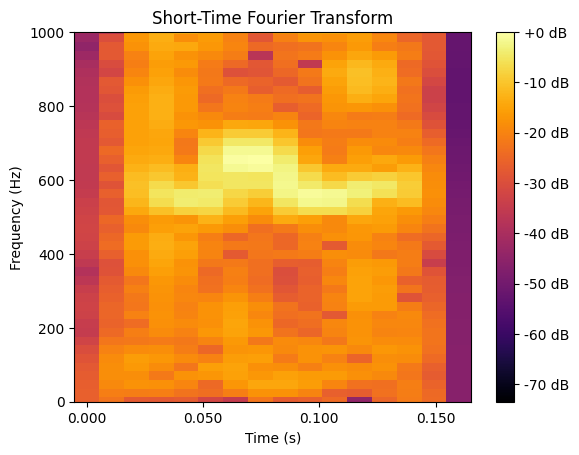 Short-Time Fourier Transform
Frequency (Hz)
1000
800
600
400
200
0
0.000
0.050
0.100
0.150
Time (s)
+0 dB
-10 dB
-20 dB
-30 dB
-40 dB
-50 dB
-60 dB
-70 dB